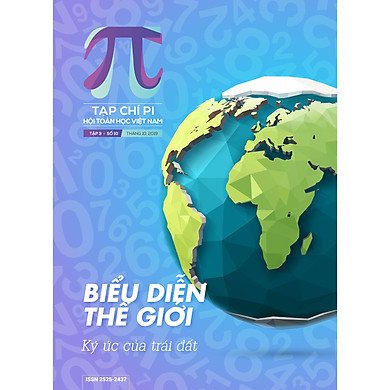 π
TẠP CHÍ PI
HỘI TOÁN HỌC VIỆT NAM
TẬP 3 - SỐ 10 THÁNG 10. 2019
BIỂU DIỄN
THẾ GIỚI
Ký ức của trái đất
ISSN 2525-2437